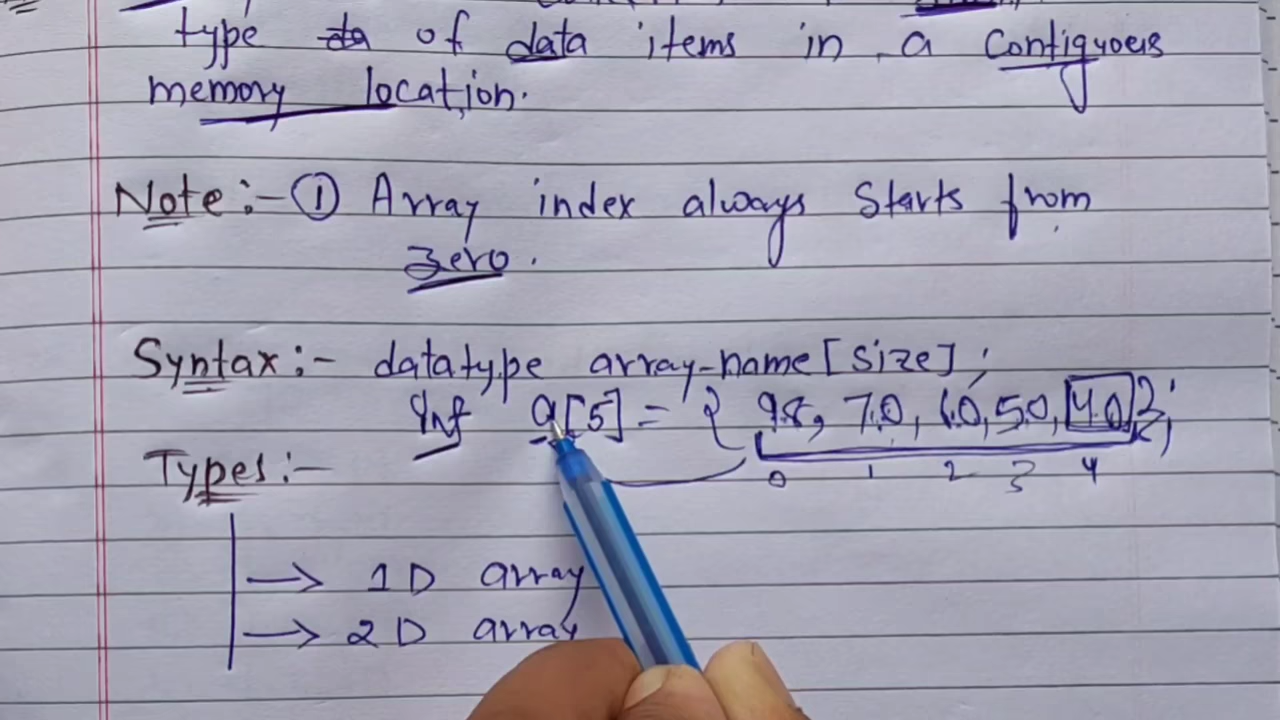 type da of data items in a Contiguous
memory location.
Note :- ① Array index always Starts from
zero.
Syntax :- datatype array-name [Size] ;
Int a[5] = { 98, 70, 60, 50, 40 };
0 1 2 3 4
Types :-
→ 1D array
→ 2D array